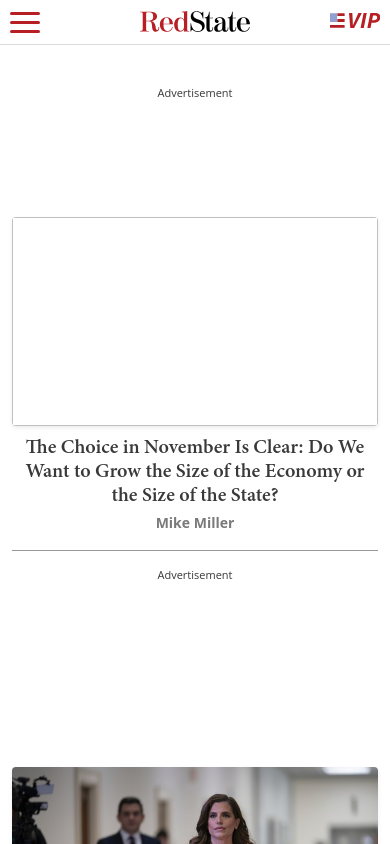 RedState
VIP
Advertisement
The Choice in November Is Clear: Do We
Want to Grow the Size of the Economy or
the Size of the State?
Mike Miller
Advertisement